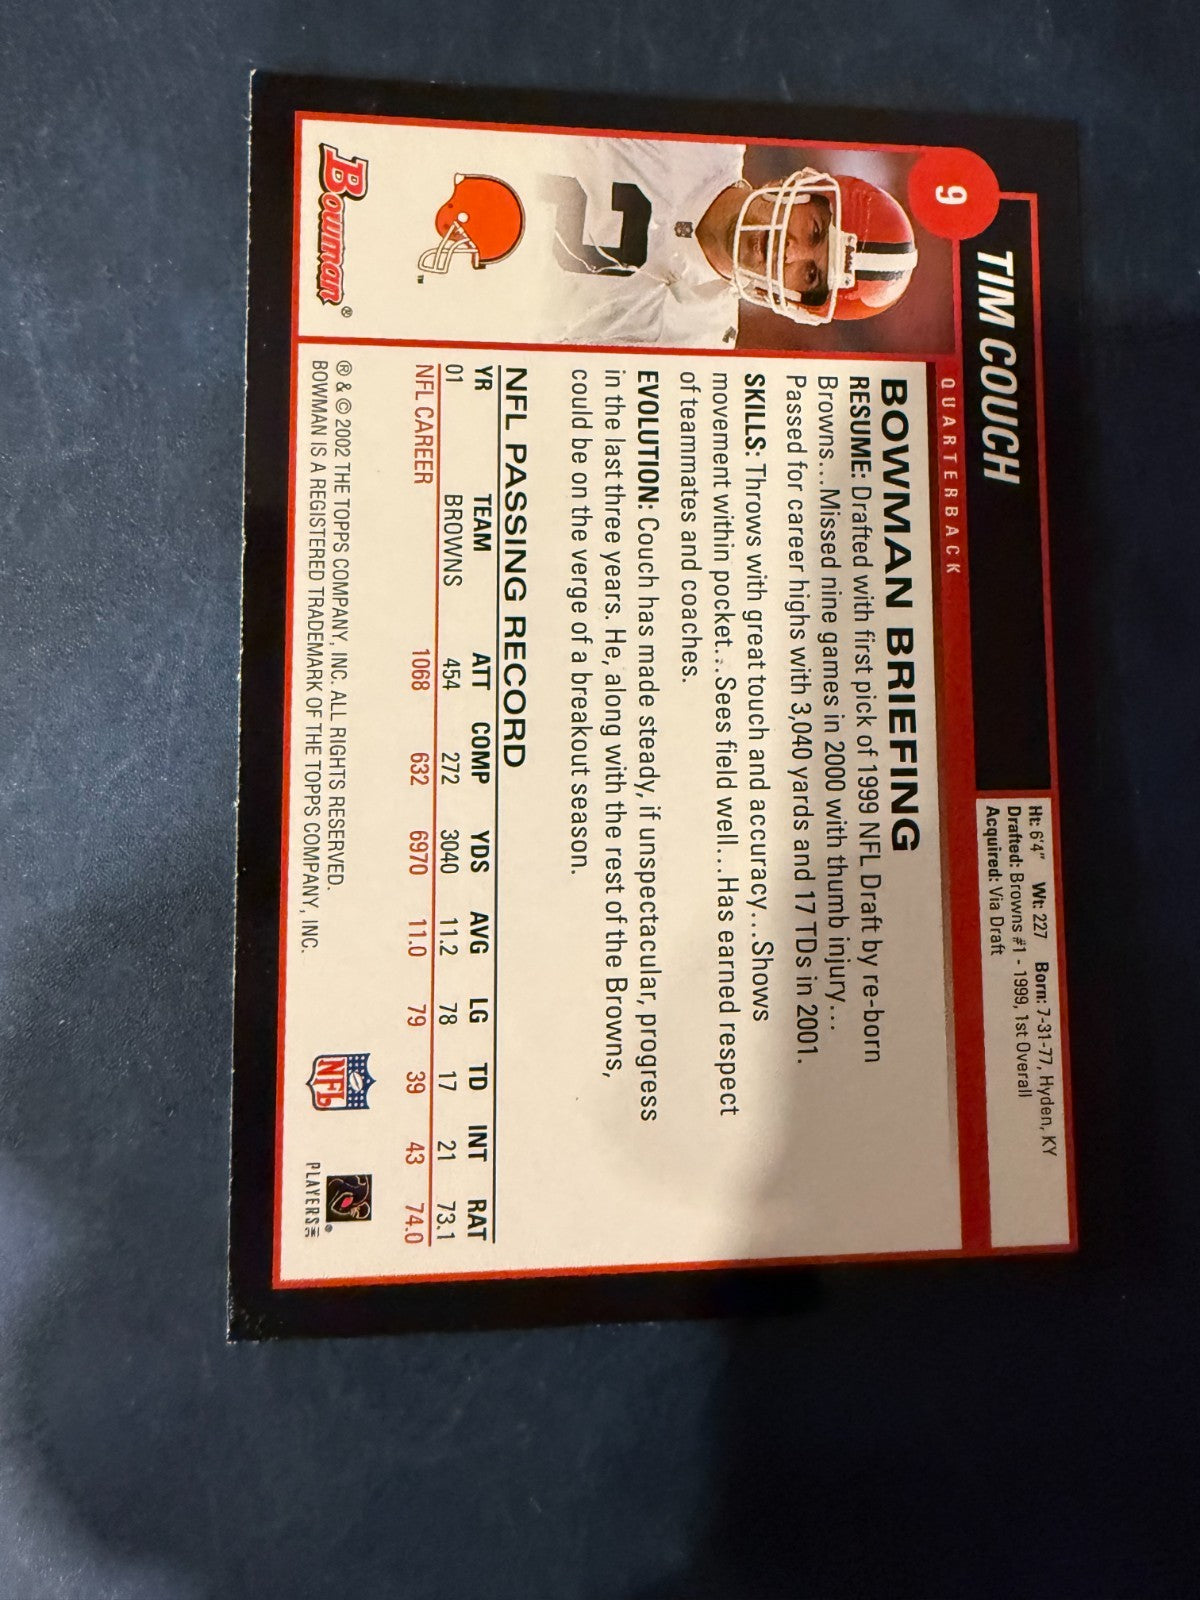 9
TIM COUCH
QUARTERBACK
Ht: 6'4" Wt: 227 Born: 7-31-77, Hyden, KY
Drafted: Browns #1 - 1999, 1st Overall
Acquired: Via Draft
BOWMAN BRIEFING
RESUME: Drafted with first pick of 1999 NFL Draft by re-born
Browns...Missed nine games in 2000 with thumb injury...
Passed for career highs with 3,040 yards and 17 TDs in 2001.
SKILLS: Throws with great touch and accuracy...Shows
movement within pocket...Sees field well...Has earned respect
of teammates and coaches.
EVOLUTION: Couch has made steady, if unspectacular, progress
in the last three years. He, along with the rest of the Browns,
could be on the verge of a breakout season.
NFL PASSING RECORD
YR TEAM ATT COMP YDS AVG LG TD INT RAT
01 BROWNS 454 272 3040 11.2 78 17 21 73.1
NFL CAREER 1068 632 6970 11.0 79 39 43 74.0
Bowman®
® & © 2002 THE TOPPS COMPANY, INC. ALL RIGHTS RESERVED.
BOWMAN IS A REGISTERED TRADEMARK OF THE TOPPS COMPANY, INC.
NFL
PLAYERS INC
TM